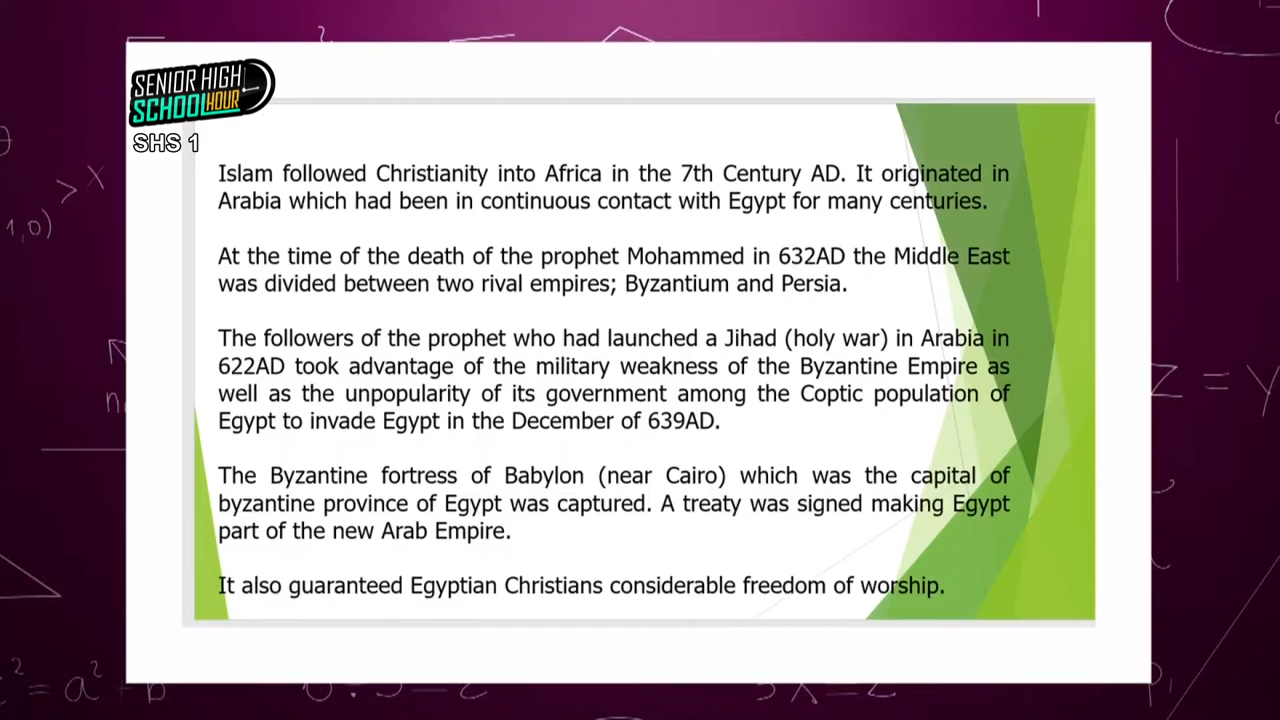 SENIOR HIGH
SCHOOL HOUR
SHS 1
Islam followed Christianity into Africa in the 7th Century AD. It originated in
Arabia which had been in continuous contact with Egypt for many centuries.
At the time of the death of the prophet Mohammed in 632AD the Middle East
was divided between two rival empires; Byzantium and Persia.
The followers of the prophet who had launched a Jihad (holy war) in Arabia in
622AD took advantage of the military weakness of the Byzantine Empire as
well as the unpopularity of its government among the Coptic population of
Egypt to invade Egypt in the December of 639AD.
The Byzantine fortress of Babylon (near Cairo) which was the capital of
byzantine province of Egypt was captured. A treaty was signed making Egypt
part of the new Arab Empire.
It also guaranteed Egyptian Christians considerable freedom of worship.